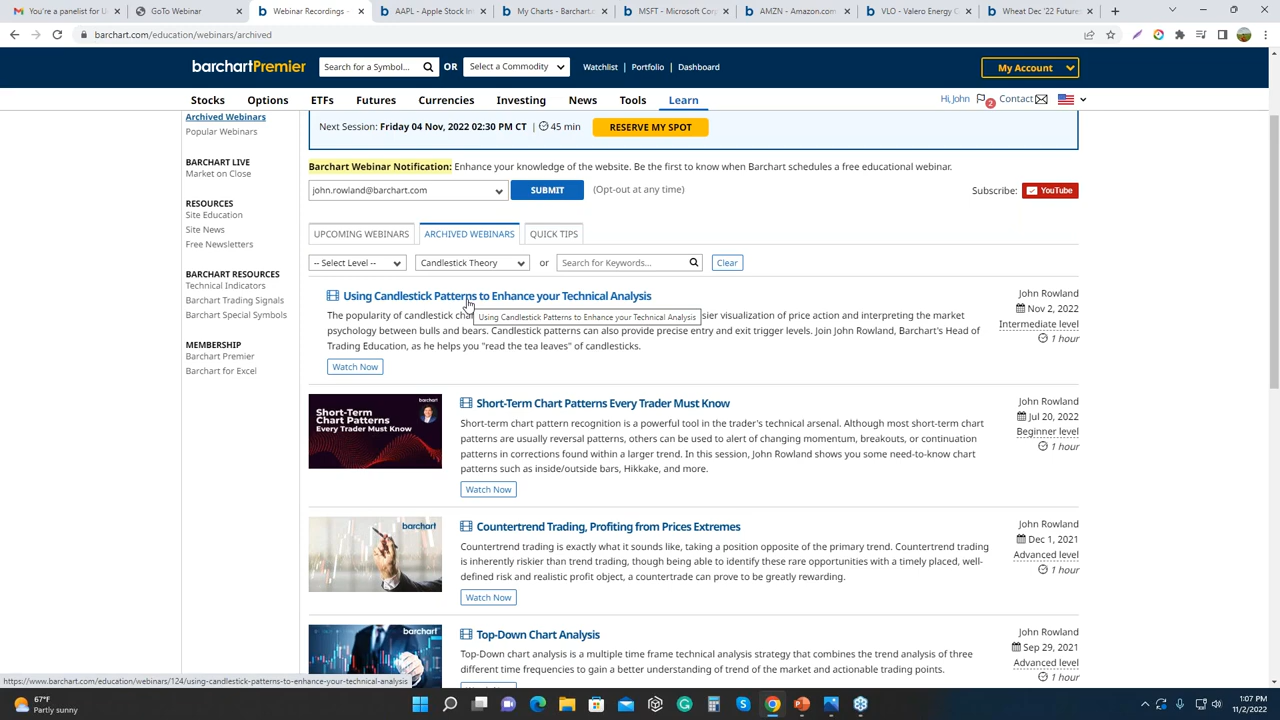 You're a panelist for U
GoTo Webinar
Webinar Recordings -
AAPL - Apple Stock In
My Charts - Barchart.c
MSFT - Microsoft Corp
AMZN - Amazon.com
VLO - Valero Energy C
Wheat Dec '22 Futures
barchart.com/education/webinars/archived
barchartPremier
Search for a Symbol...
OR
Select a Commodity
Watchlist
Portfolio
Dashboard
My Account
Stocks
Options
ETFs
Futures
Currencies
Investing
News
Tools
Learn
Hi, John
2
Contact
Archived Webinars
Popular Webinars
BARCHART LIVE
Market on Close
RESOURCES
Site Education
Site News
Free Newsletters
BARCHART RESOURCES
Technical Indicators
Barchart Trading Signals
Barchart Special Symbols
MEMBERSHIP
Barchart Premier
Barchart for Excel
Next Session: Friday 04 Nov, 2022 02:30 PM CT | 45 min
RESERVE MY SPOT
Barchart Webinar Notification: Enhance your knowledge of the website. Be the first to know when Barchart schedules a free educational webinar.
john.rowland@barchart.com
SUBMIT
(Opt-out at any time)
Subscribe:
YouTube
UPCOMING WEBINARS
ARCHIVED WEBINARS
QUICK TIPS
-- Select Level --
Candlestick Theory
or
Search for Keywords...
Clear
Using Candlestick Patterns to Enhance your Technical Analysis
Using Candlestick Patterns to Enhance your Technical Analysis
The popularity of candlestick cha sier visualization of price action and interpreting the market
psychology between bulls and bears. Candlestick patterns can also provide precise entry and exit trigger levels. Join John Rowland, Barchart's Head of
Trading Education, as he helps you "read the tea leaves" of candlesticks.
Watch Now
John Rowland
Nov 2, 2022
Intermediate level
1 hour
barchart
Short-Term
Chart Patterns
Every Trader Must Know
Short-Term Chart Patterns Every Trader Must Know
Short-term chart pattern recognition is a powerful tool in the trader's technical arsenal. Although most short-term chart
patterns are usually reversal patterns, others can be used to alert of changing momentum, breakouts, or continuation
patterns in corrections found within a larger trend. In this session, John Rowland shows you some need-to-know chart
patterns such as inside/outside bars, Hikkake, and more.
Watch Now
John Rowland
Jul 20, 2022
Beginner level
1 hour
barchart
Countertrend Trading, Profiting from Prices Extremes
Countertrend trading is exactly what it sounds like, taking a position opposite of the primary trend. Countertrend trading
is inherently riskier than trend trading, though being able to identify these rare opportunities with a timely placed, well-
defined risk and realistic profit object, a countertrade can prove to be greatly rewarding.
Watch Now
John Rowland
Dec 1, 2021
Advanced level
1 hour
barchart
Top-Down Chart Analysis
Top-Down chart analysis is a multiple time frame technical analysis strategy that combines the trend analysis of three
different time frequencies to gain a better understanding of trend of the market and actionable trading points.
John Rowland
Sep 29, 2021
Advanced level
1 hour
https://www.barchart.com/education/webinars/124/using-candlestick-patterns-to-enhance-your-technical-analysis
67°F
Partly sunny
1:07 PM
11/2/2022